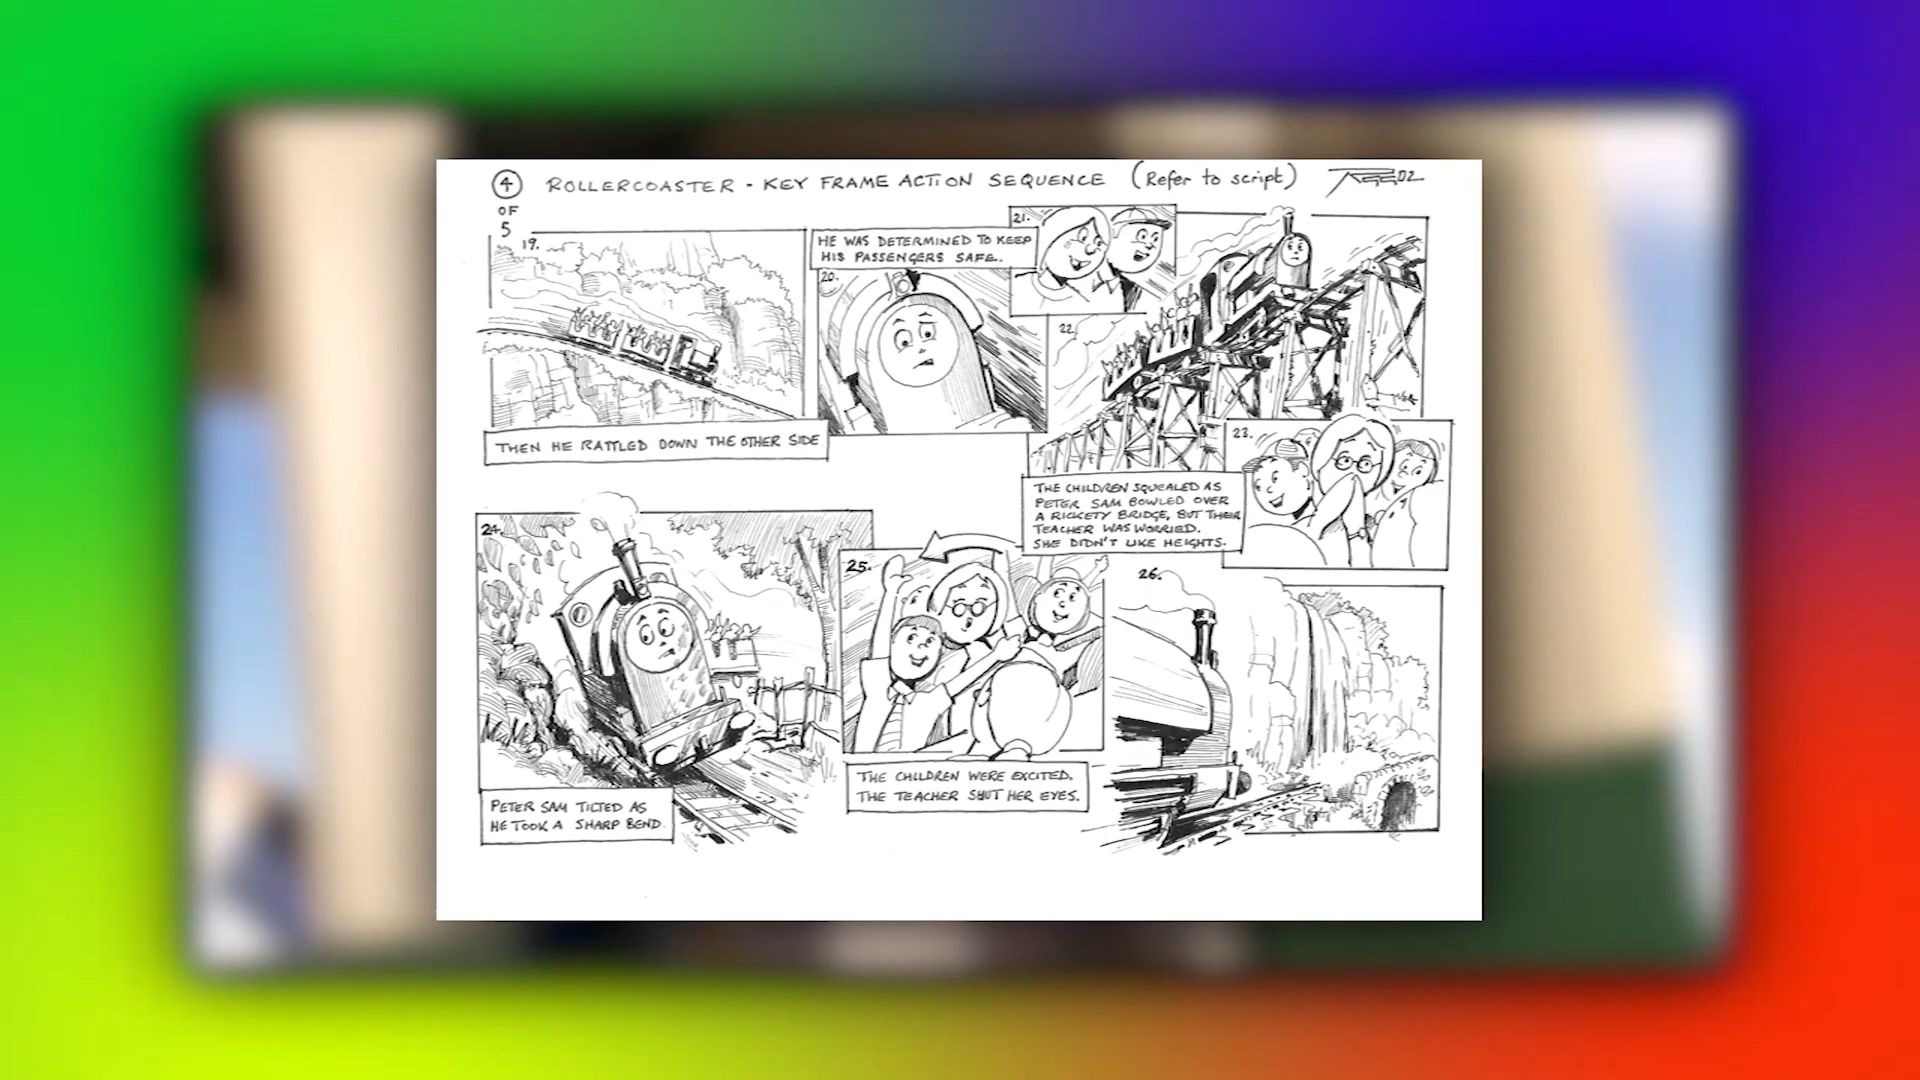 4 OF 5
ROLLERCOASTER - KEY FRAME ACTION SEQUENCE (Refer to script)
19.
THEN HE RATTLED DOWN THE OTHER SIDE
HE WAS DETERMINED TO KEEP
HIS PASSENGERS SAFE.
20.
21.
22.
23.
THE CHILDREN SQUEALED AS
PETER SAM BOWLED OVER
A RICKETY BRIDGE, BUT THEIR
TEACHER WAS WORRIED.
SHE DIDN'T LIKE HEIGHTS.
24.
PETER SAM TILTED AS
HE TOOK A SHARP BEND.
25.
THE CHILDREN WERE EXCITED.
THE TEACHER SHUT HER EYES.
26.